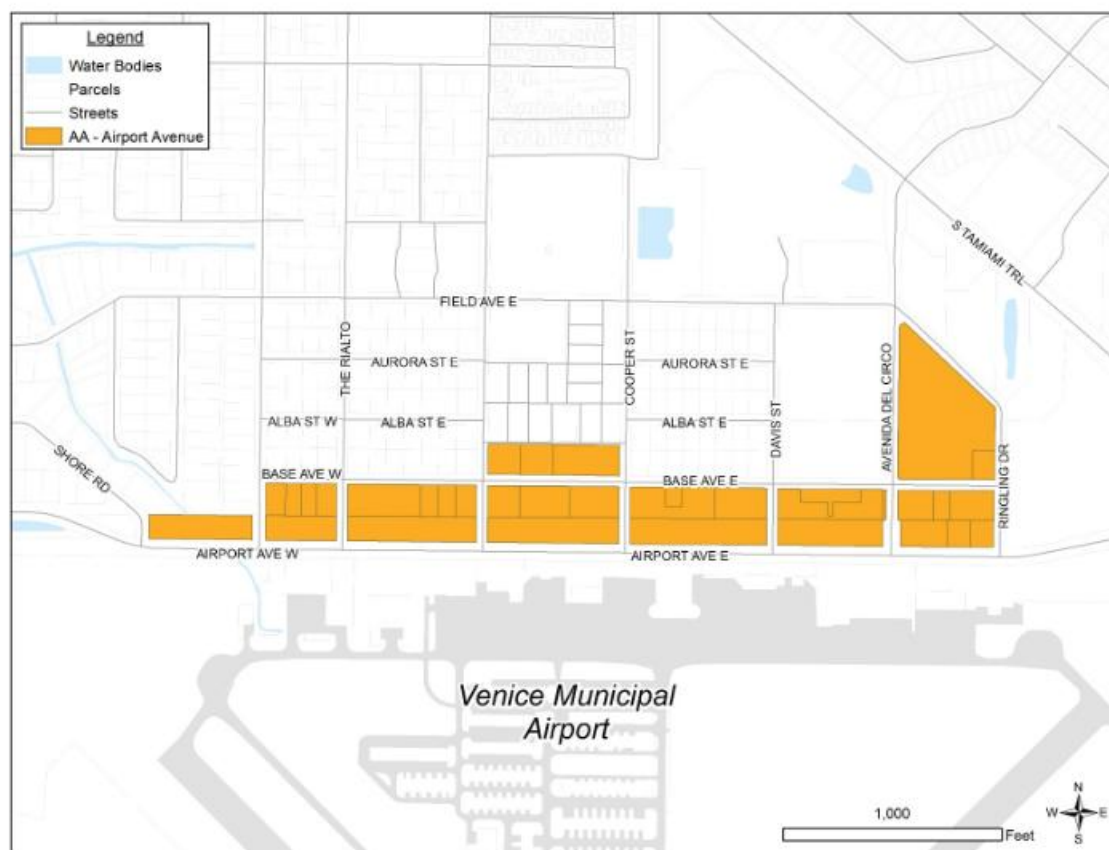 Legend
Water Bodies
Parcels
Streets
AA - Airport Avenue
S TAMIAMI TRL
FIELD AVE E
THE RIALTO
AURORA ST E
COOPER ST
AURORA ST E
AVENIDA DEL CIRCO
ALBA ST W
ALBA ST E
ALBA ST E
DAVIS ST
SHORE RD
BASE AVE W
BASE AVE E
RINGLING DR
AIRPORT AVE W
AIRPORT AVE E
Venice Municipal
Airport
N
W
E
S
1,000
Feet